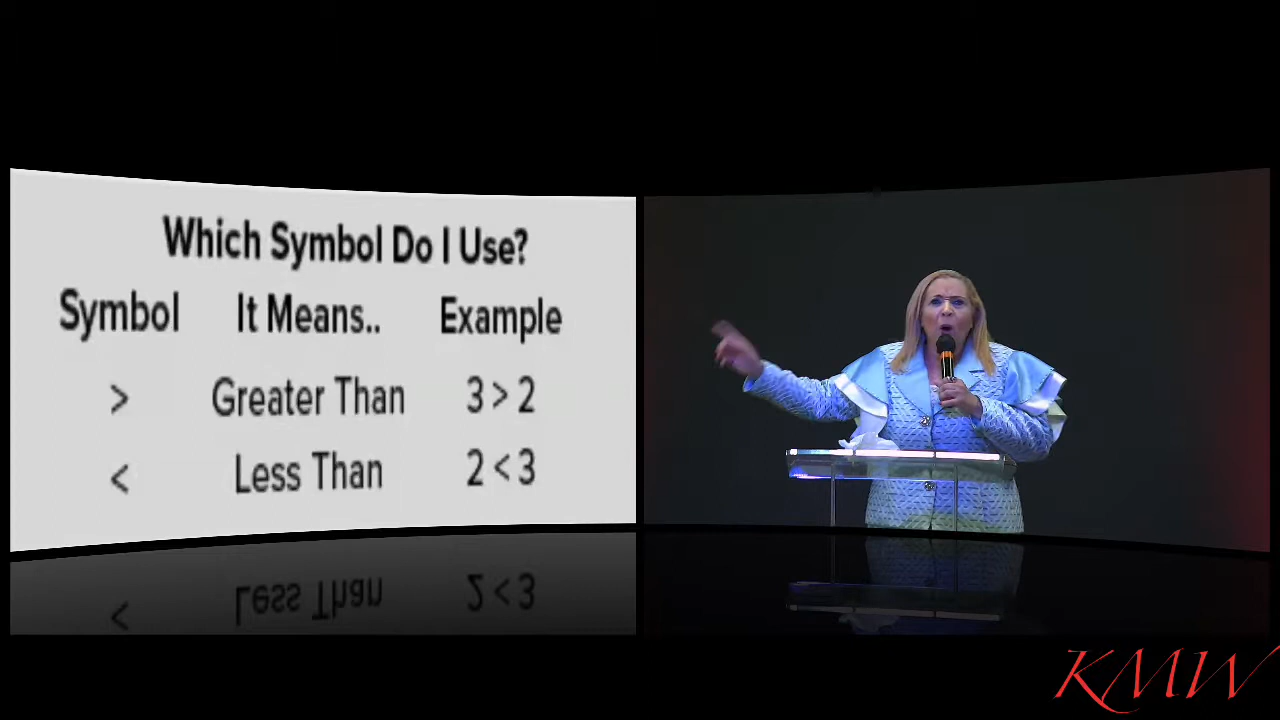 Which Symbol Do I Use?
Symbol It Means.. Example
> Greater Than 3 > 2
< Less Than 2 < 3
KMW